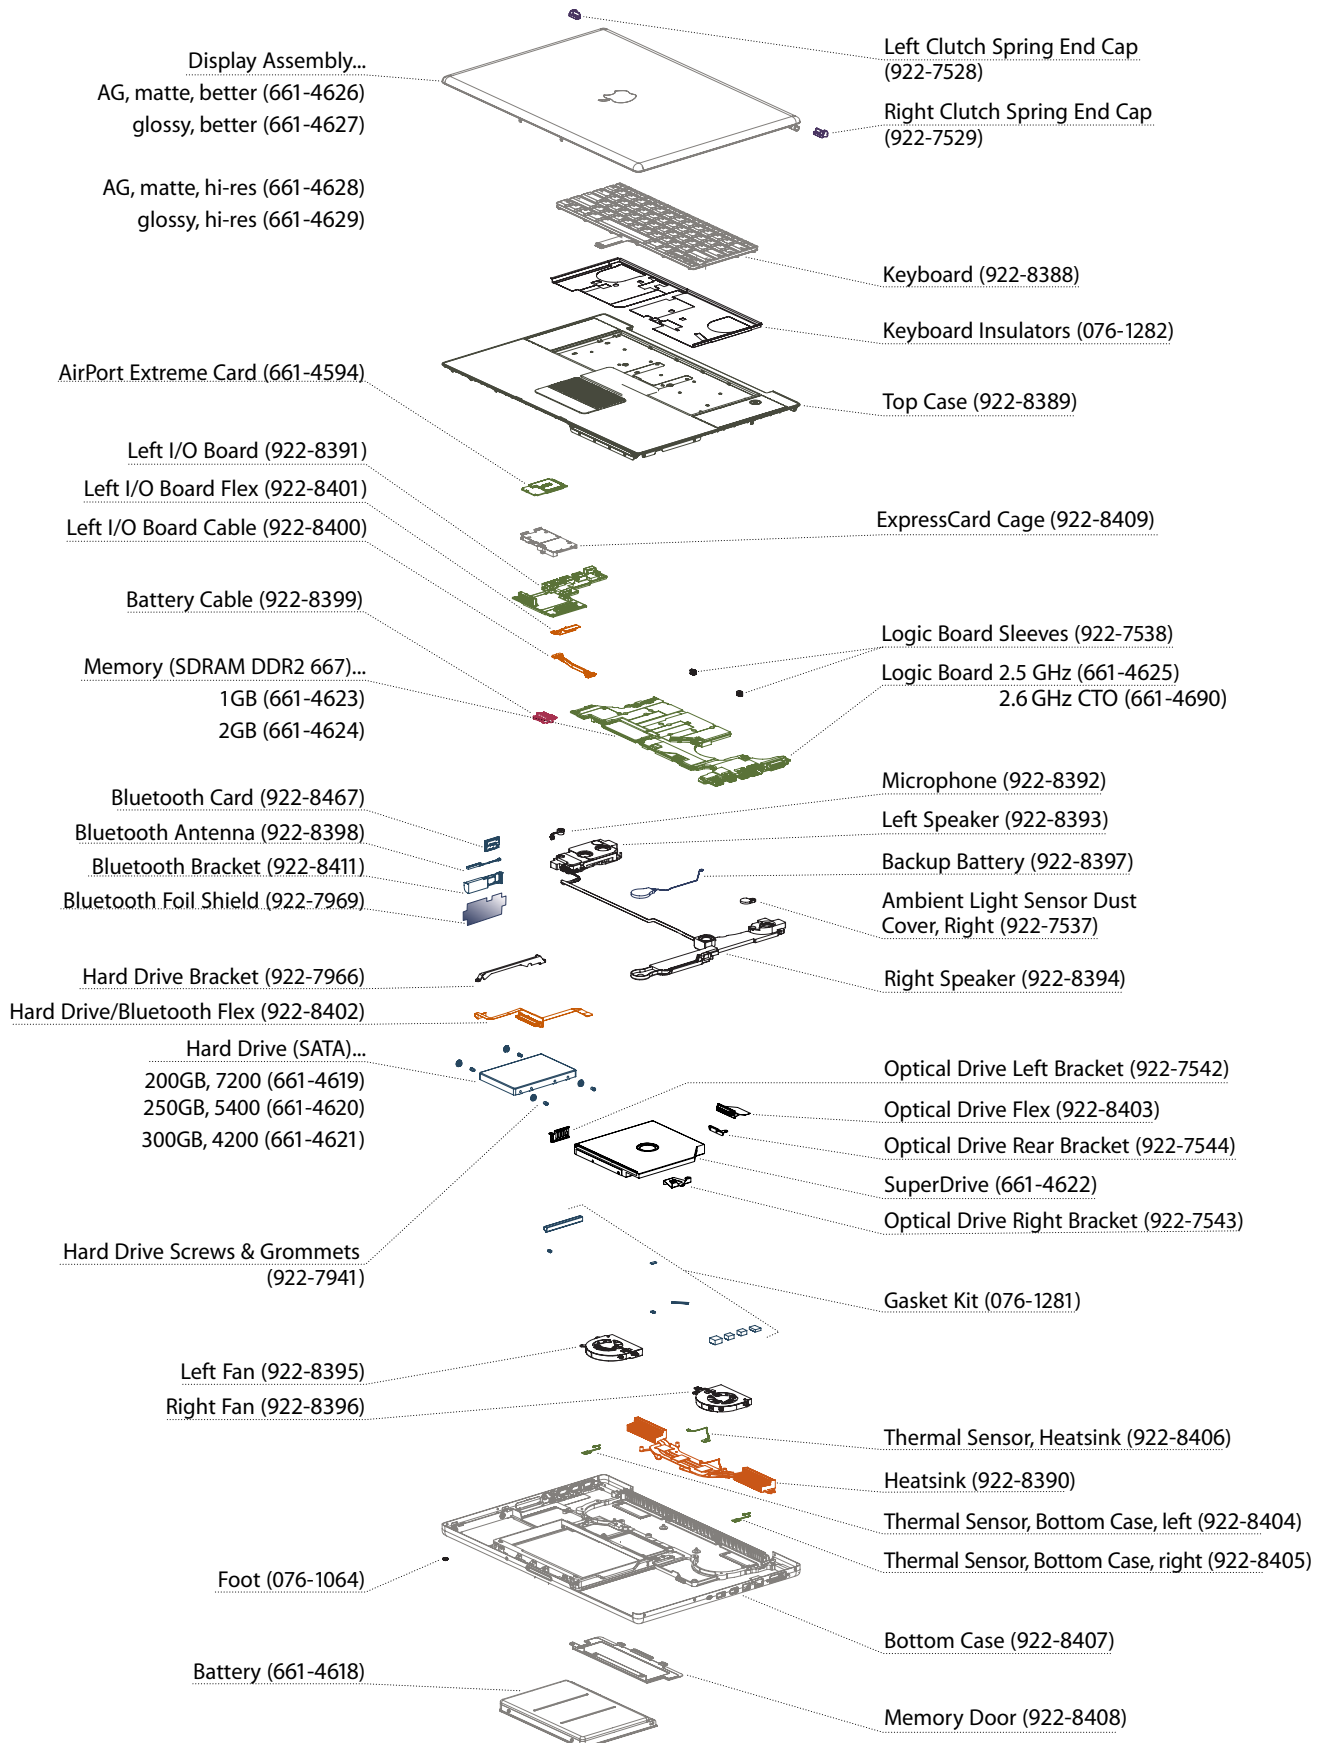 Display Assembly...
AG, matte, better (661-4626)
glossy, better (661-4627)
AG, matte, hi-res (661-4628)
glossy, hi-res (661-4629)
AirPort Extreme Card (661-4594)
Left I/O Board (922-8391)
Left I/O Board Flex (922-8401)
Left I/O Board Cable (922-8400)
Battery Cable (922-8399)
Memory (SDRAM DDR2 667)...
1GB (661-4623)
2GB (661-4624)
Bluetooth Card (922-8467)
Bluetooth Antenna (922-8398)
Bluetooth Bracket (922-8411)
Bluetooth Foil Shield (922-7969)
Hard Drive Bracket (922-7966)
Hard Drive/Bluetooth Flex (922-8402)
Hard Drive (SATA)...
200GB, 7200 (661-4619)
250GB, 5400 (661-4620)
300GB, 4200 (661-4621)
Hard Drive Screws & Grommets
(922-7941)
Left Fan (922-8395)
Right Fan (922-8396)
Foot (076-1064)
Battery (661-4618)
Left Clutch Spring End Cap
(922-7528)
Right Clutch Spring End Cap
(922-7529)
Keyboard (922-8388)
Keyboard Insulators (076-1282)
Top Case (922-8389)
ExpressCard Cage (922-8409)
Logic Board Sleeves (922-7538)
Logic Board 2.5 GHz (661-4625)
2.6 GHz CTO (661-4690)
Microphone (922-8392)
Left Speaker (922-8393)
Backup Battery (922-8397)
Ambient Light Sensor Dust
Cover, Right (922-7537)
Right Speaker (922-8394)
Optical Drive Left Bracket (922-7542)
Optical Drive Flex (922-8403)
Optical Drive Rear Bracket (922-7544)
SuperDrive (661-4622)
Optical Drive Right Bracket (922-7543)
Gasket Kit (076-1281)
Thermal Sensor, Heatsink (922-8406)
Heatsink (922-8390)
Thermal Sensor, Bottom Case, left (922-8404)
Thermal Sensor, Bottom Case, right (922-8405)
Bottom Case (922-8407)
Memory Door (922-8408)